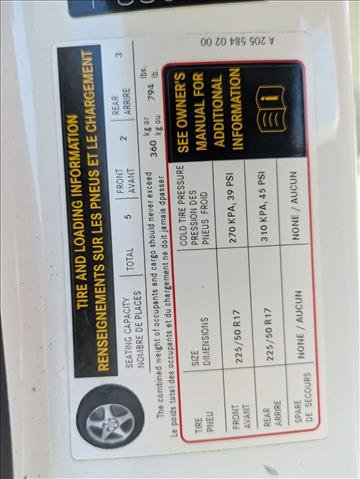 TIRE AND LOADING INFORMATION
RENSEIGNEMENTS SUR LES PNEUS ET LE CHARGEMENT
SEATING CAPACITY
NOMBRE DE PLACES
TOTAL 5
FRONT
AVANT
2
REAR
ARRIERE
3
The combined weight of occupants and cargo should never exceed 360 kg or 794 lbs.
Le poids total des occupants et du chargement ne doit jamais dpasser 360 kg ou 794 lb.
TIRE
PNEU
SIZE
DIMENSIONS
COLD TIRE PRESSURE
PRESSION DES
PNEUS FROID
FRONT
AVANT
225/50 R17
270 KPA, 39 PSI
REAR
ARRIERE
225/50 R17
310 KPA, 45 PSI
SPARE
DE SECOURS
NONE / AUCUN
NONE / AUCUN
SEE OWNER'S
MANUAL FOR
ADDITIONAL
INFORMATION
i
A 205 584 02 00